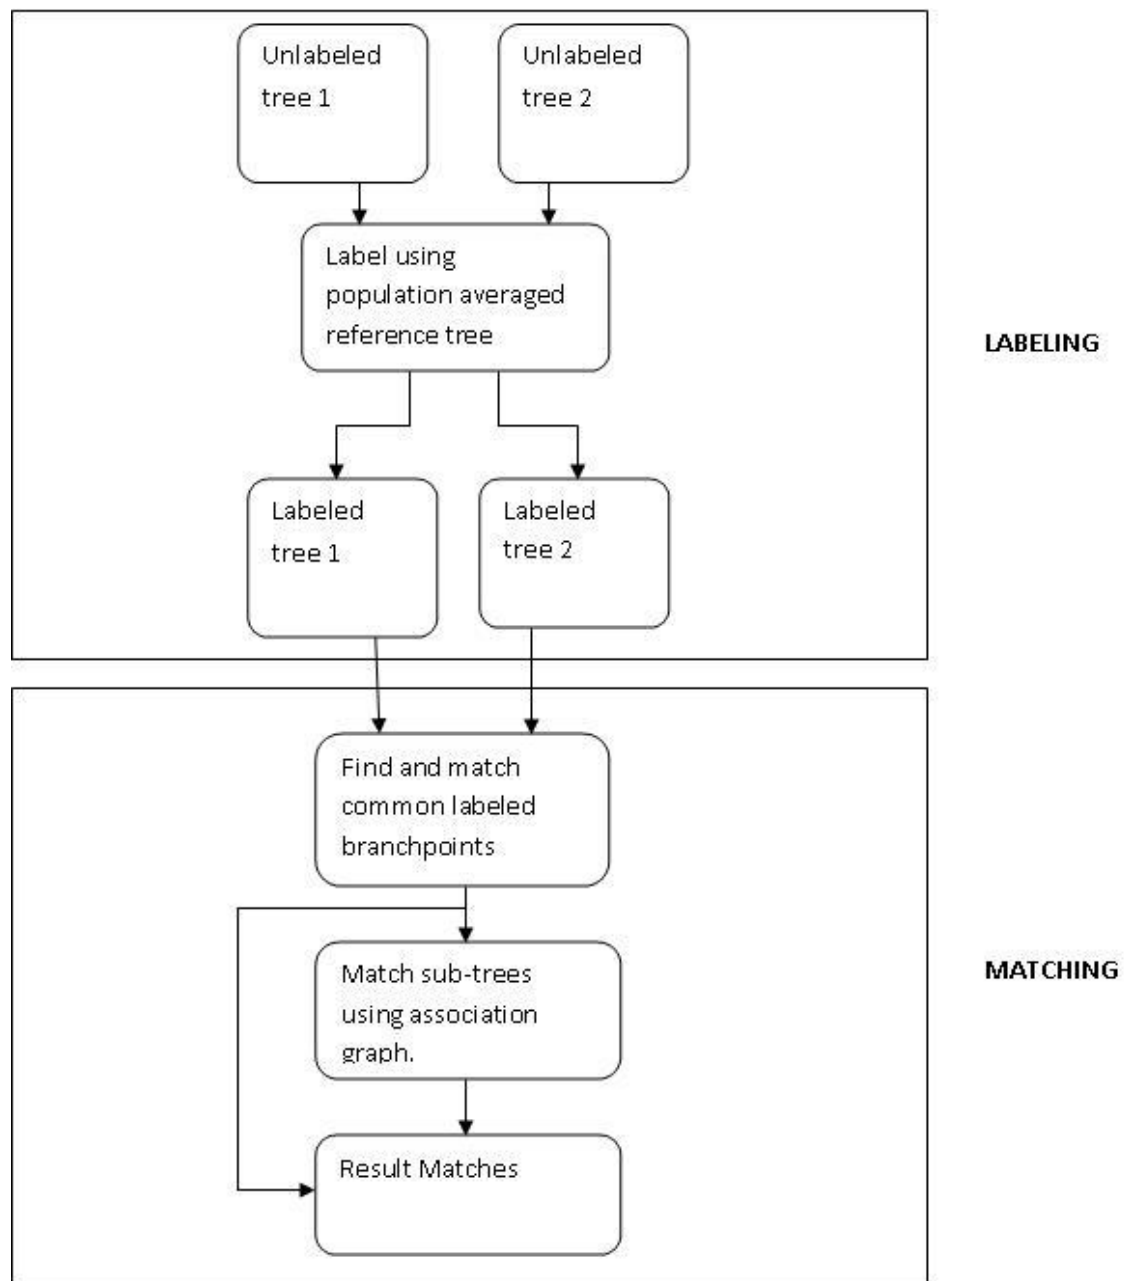 Unlabeled
tree 1
Unlabeled
tree 2
Label using
population averaged
reference tree
LABELING
Labeled
tree 1
Labeled
tree 2
Find and match
common labeled
branchpoints
Match sub-trees
using association
graph.
MATCHING
Result Matches